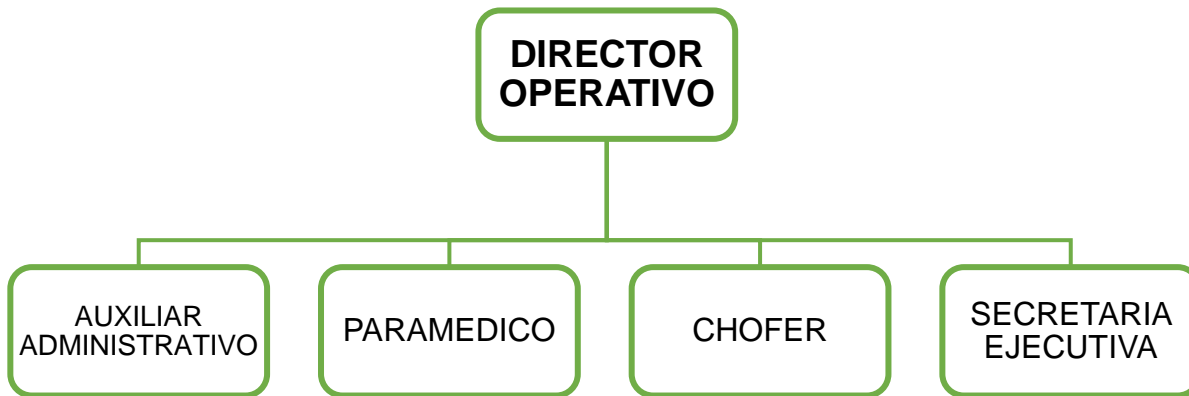 DIRECTOR
OPERATIVO
AUXILIAR
ADMINISTRATIVO
PARAMEDICO
CHOFER
SECRETARIA
EJECUTIVA